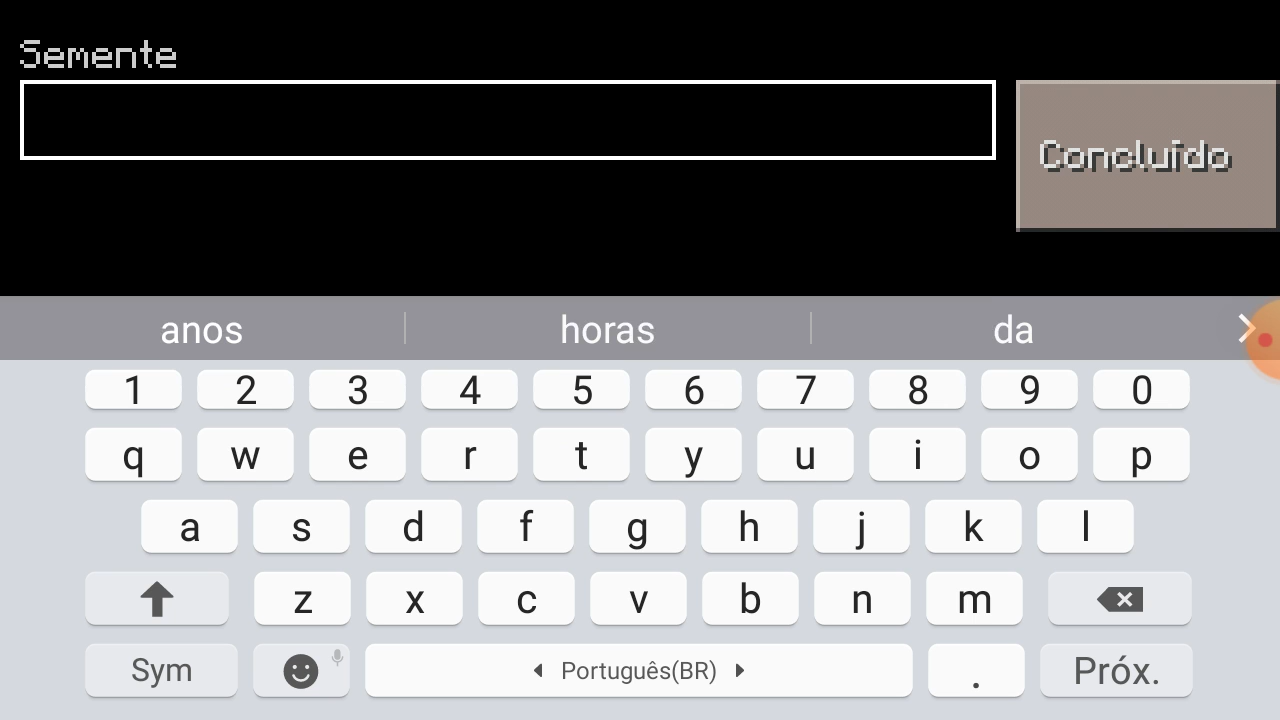 Semente
Concluído
anos horas da
1 2 3 4 5 6 7 8 9 0
q w e r t y u i o p
a s d f g h j k l
z x c v b n m
Sym Português(BR) . Próx.